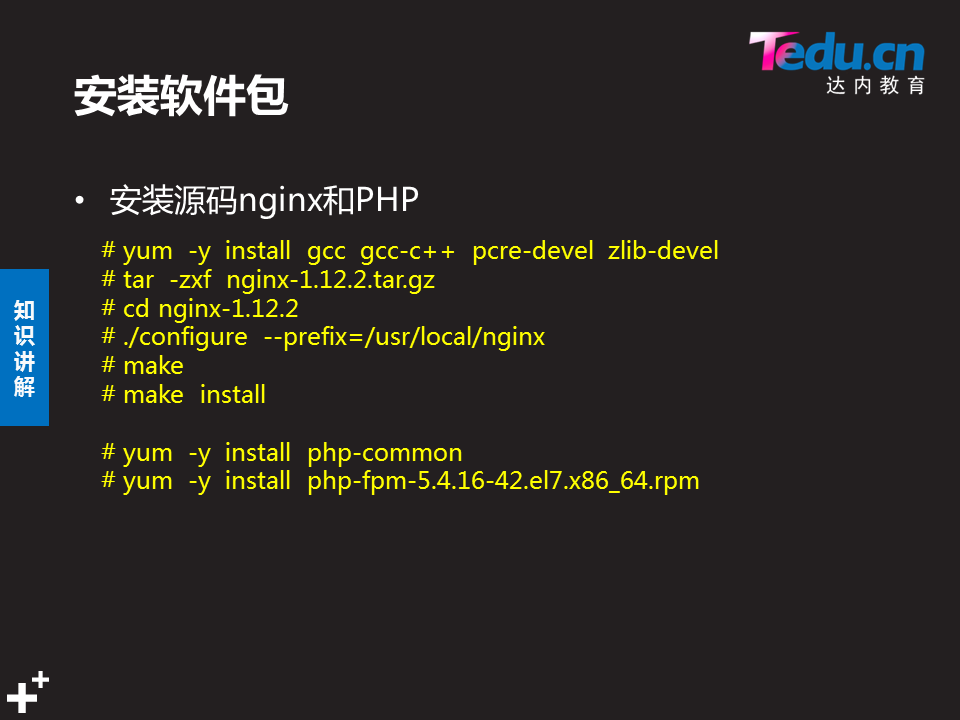 Tedu.cn
达内教育
安装软件包
• 安装源码nginx和PHP
# yum -y install gcc gcc-c++ pcre-devel zlib-devel
# tar -zxf nginx-1.12.2.tar.gz
# cd nginx-1.12.2
# ./configure --prefix=/usr/local/nginx
# make
# make install
# yum -y install php-common
# yum -y install php-fpm-5.4.16-42.el7.x86_64.rpm
知识讲解